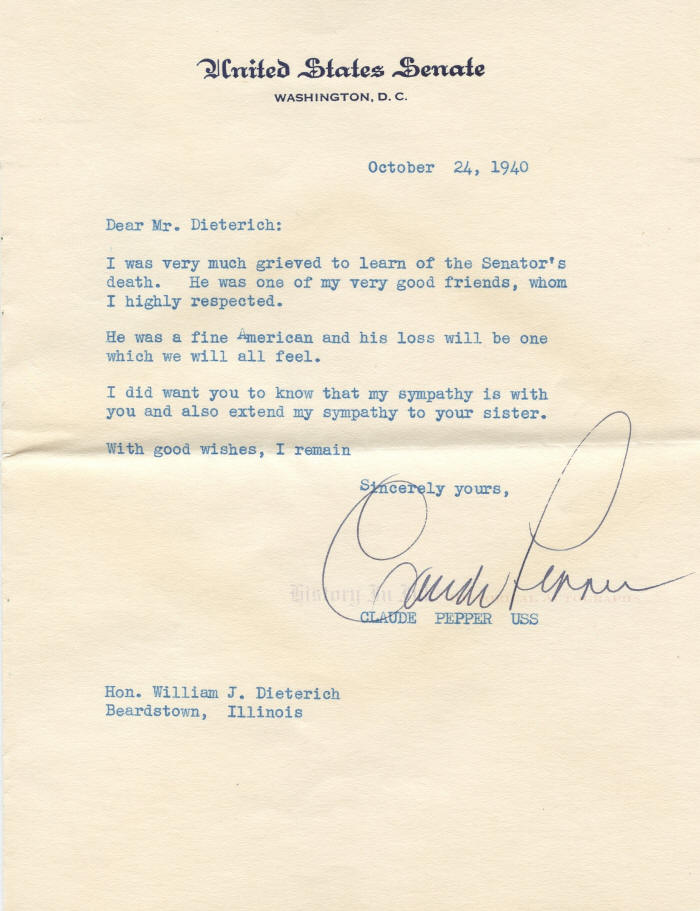 United States Senate
WASHINGTON, D. C.
October 24, 1940
Dear Mr. Dieterich:
I was very much grieved to learn of the Senator's
death. He was one of my very good friends, whom
I highly respected.
He was a fine American and his loss will be one
which we will all feel.
I did want you to know that my sympathy is with
you and also extend my sympathy to your sister.
With good wishes, I remain
Sincerely yours,
Claude Pepper
History In
CLAUDE PEPPER USS
Hon. William J. Dieterich
Beardstown, Illinois